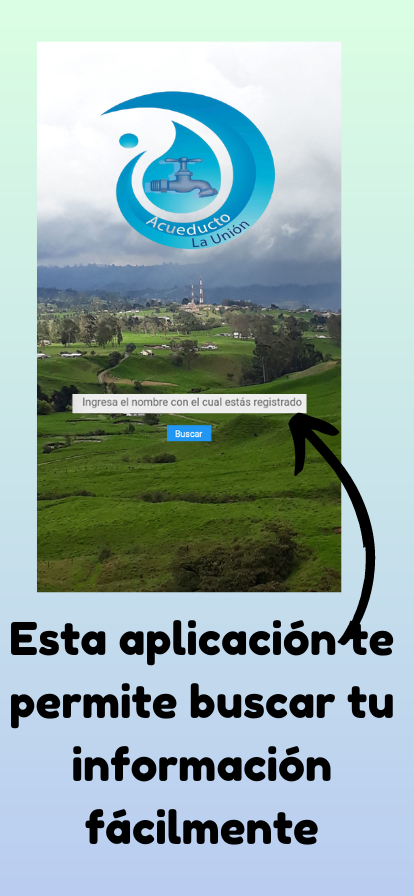 Acueducto
La Unión
Ingresa el nombre con el cual estás registrado
Buscar
Esta aplicación te
permite buscar tu
información
fácilmente